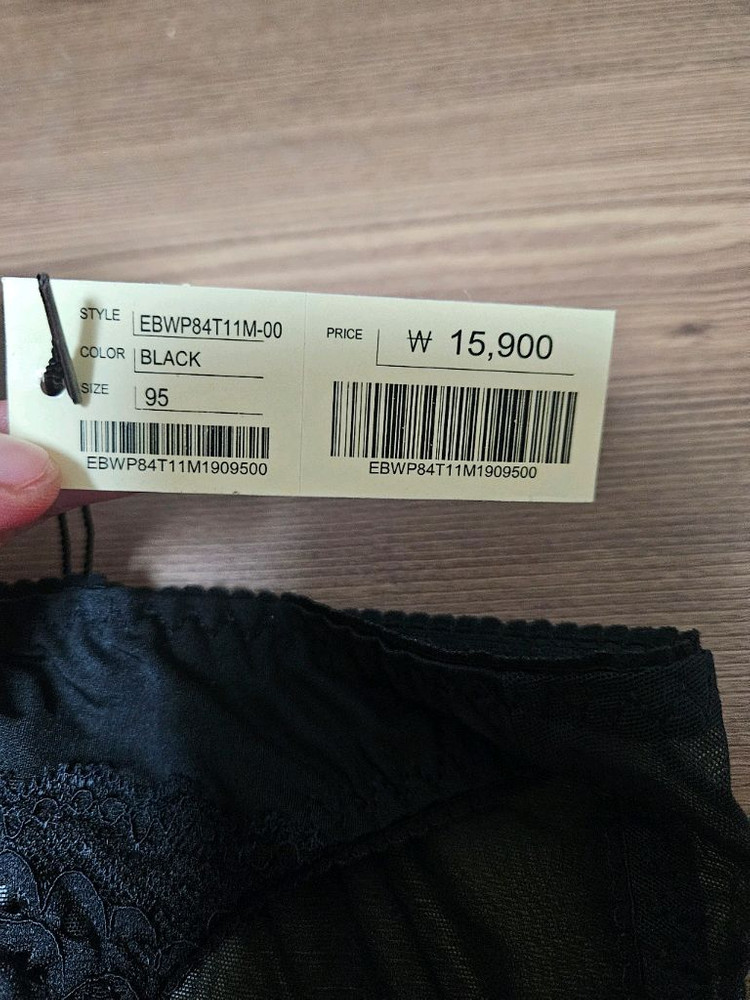 STYLE EBWP84T11M-00
COLOR BLACK
SIZE 95
EBWP84T11M1909500
PRICE ₩ 15,900
EBWP84T11M1909500